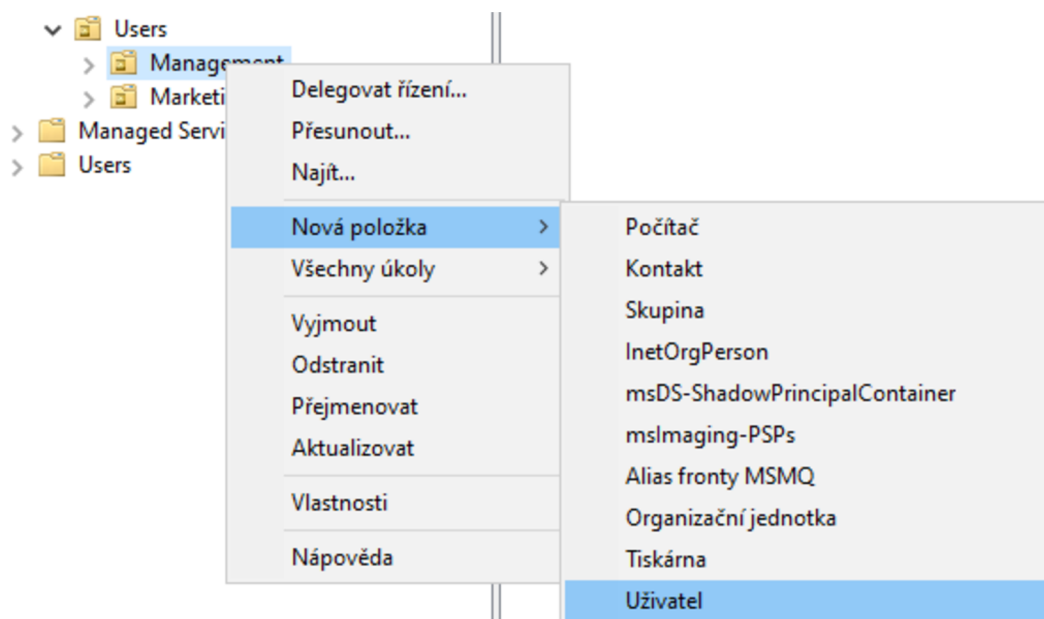 Users
Management
Marketi
Managed Servi
Users
Delegovat řízení...
Přesunout...
Najít...
Nová položka
Všechny úkoly
Vyjmout
Odstranit
Přejmenovat
Aktualizovat
Vlastnosti
Nápověda
Počítač
Kontakt
Skupina
InetOrgPerson
msDS-ShadowPrincipalContainer
msImaging-PSPs
Alias fronty MSMQ
Organizační jednotka
Tiskárna
Uživatel